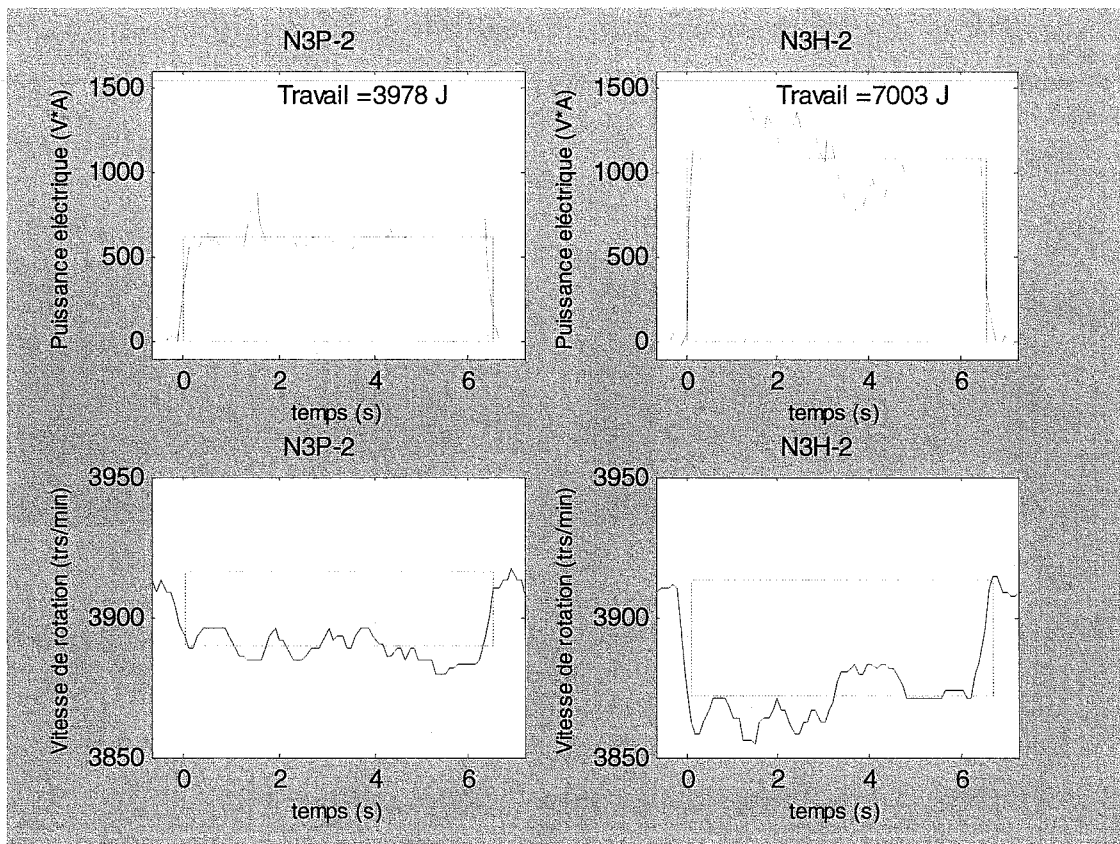 N3P-2
Travail =3978 J
Puissance eléctrique (V*A)
1500
1000
500
0
0 2 4 6
temps (s)
N3H-2
Travail =7003 J
Puissance eléctrique (V*A)
1500
1000
500
0
0 2 4 6
temps (s)
N3P-2
Vitesse de rotation (trs/min)
3950
3900
3850
0 2 4 6
temps (s)
N3H-2
Vitesse de rotation (trs/min)
3950
3900
3850
0 2 4 6
temps (s)